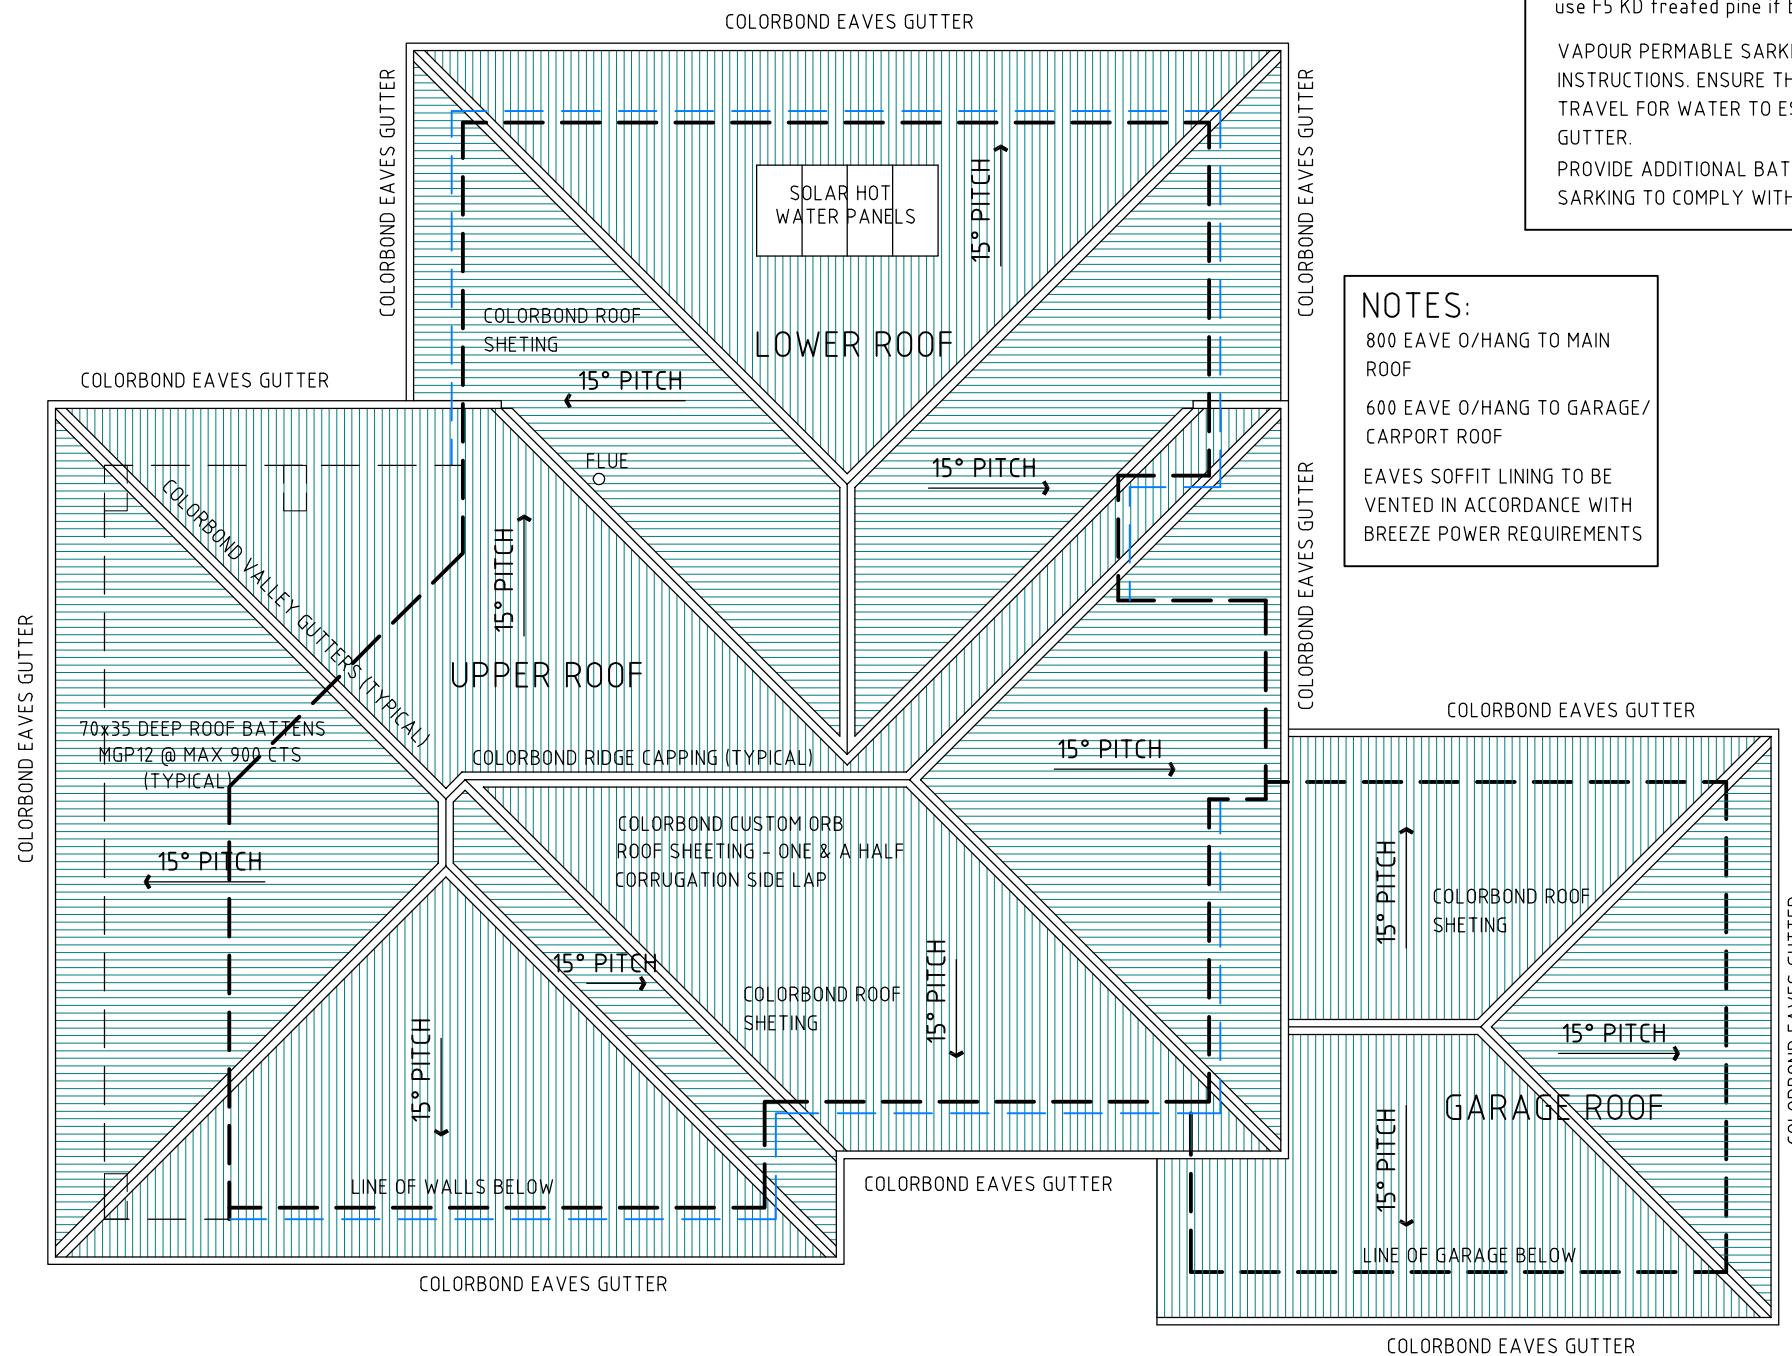 COLORBOND EAVES GUTTER
use F5 KD treated pine if
VAPOUR PERMABLE
INSTRUCTIONS. ENSURE
TRAVEL FOR WATER TO
GUTTER.
PROVIDE ADDITIONAL
SARKING TO COMPLY WITH
COLORBOND EAVES GUTTER
COLORBOND EAVES GUTTER
SOLAR HOT
WATER PANELS
15° PITCH
COLORBOND ROOF
SHETING
LOWER ROOF
15° PITCH
NOTES:
800 EAVE O/HANG TO MAIN
ROOF
600 EAVE O/HANG TO GARAGE/
CARPORT ROOF
EAVES SOFFIT LINING TO BE
VENTED IN ACCORDANCE WITH
BREEZE POWER REQUIREMENTS
COLORBOND EAVES GUTTER
FLUE
15° PITCH
COLORBOND VALLEY GUTTERS (TYPICAL)
15° PITCH
COLORBOND EAVES GUTTER
UPPER ROOF
COLORBOND EAVES GUTTER
70x35 DEEP ROOF BATTENS
MGP12 @ MAX 900 CTS
(TYPICAL)
COLORBOND RIDGE CAPPING (TYPICAL)
15° PITCH
COLORBOND EAVES GUTTER
15° PITCH
COLORBOND CUSTOM ORB
ROOF SHEETING - ONE & A HALF
CORRUGATION SIDE LAP
15° PITCH
COLORBOND ROOF
SHETING
15° PITCH
COLORBOND ROOF
SHETING
15° PITCH
15° PITCH
15° PITCH
GARAGE ROOF
COLORBOND EAVES GUTTER
15° PITCH
LINE OF WALLS BELOW
COLORBOND EAVES GUTTER
LINE OF GARAGE BELOW
COLORBOND EAVES GUTTER
COLORBOND EAVES GUTTER